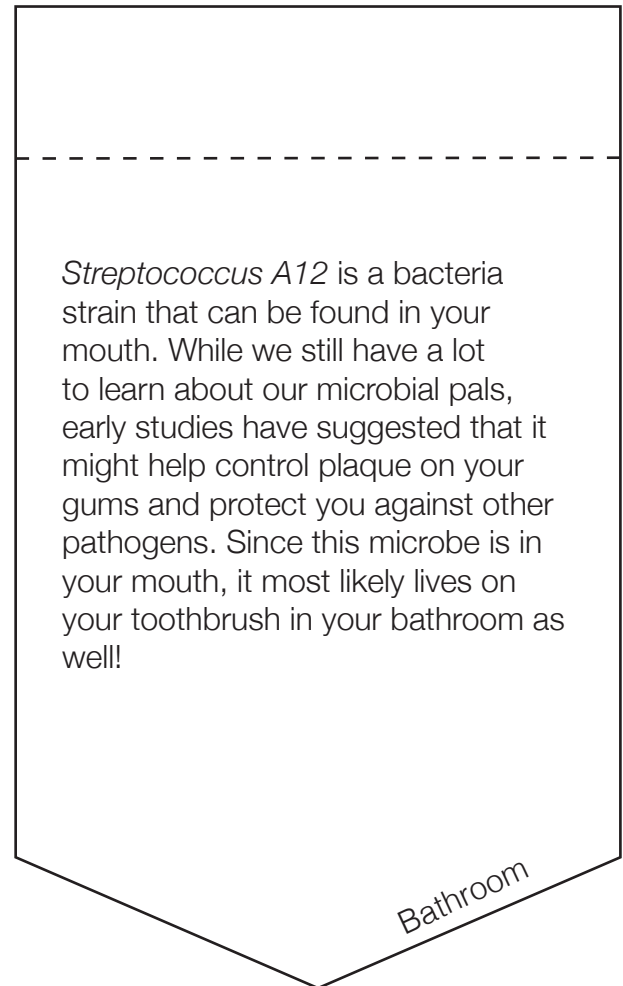 Streptococcus A12 is a bacteria
strain that can be found in your
mouth. While we still have a lot
to learn about our microbial pals,
early studies have suggested that it
might help control plaque on your
gums and protect you against other
pathogens. Since this microbe is in
your mouth, it most likely lives on
your toothbrush in your bathroom as
well!
Bathroom